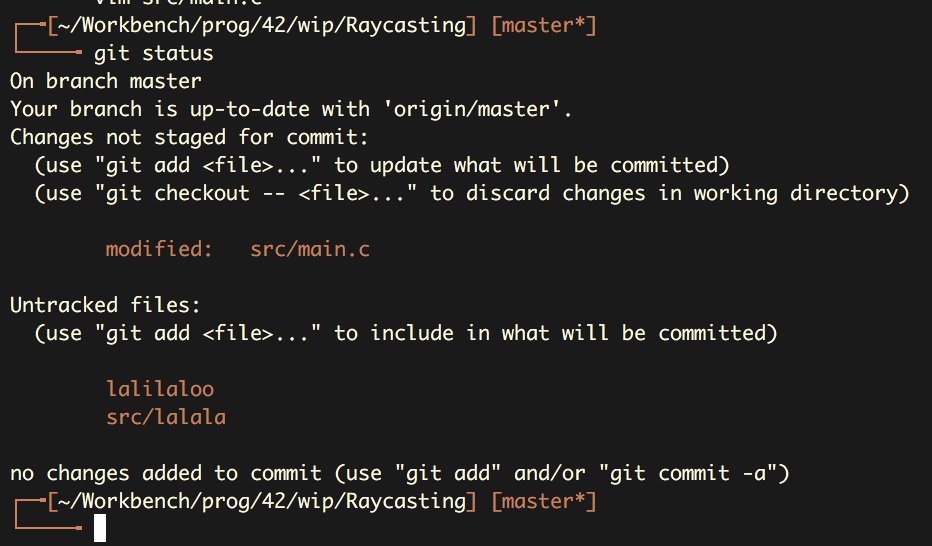 vim src/main.c
[~/Workbench/prog/42/wip/Raycasting] [master*]
git status
On branch master
Your branch is up-to-date with 'origin/master'.
Changes not staged for commit:
  (use "git add <file>..." to update what will be committed)
  (use "git checkout -- <file>..." to discard changes in working directory)
        modified:   src/main.c
Untracked files:
  (use "git add <file>..." to include in what will be committed)
        lalilaloo
        src/lalala
no changes added to commit (use "git add" and/or "git commit -a")
[~/Workbench/prog/42/wip/Raycasting] [master*]